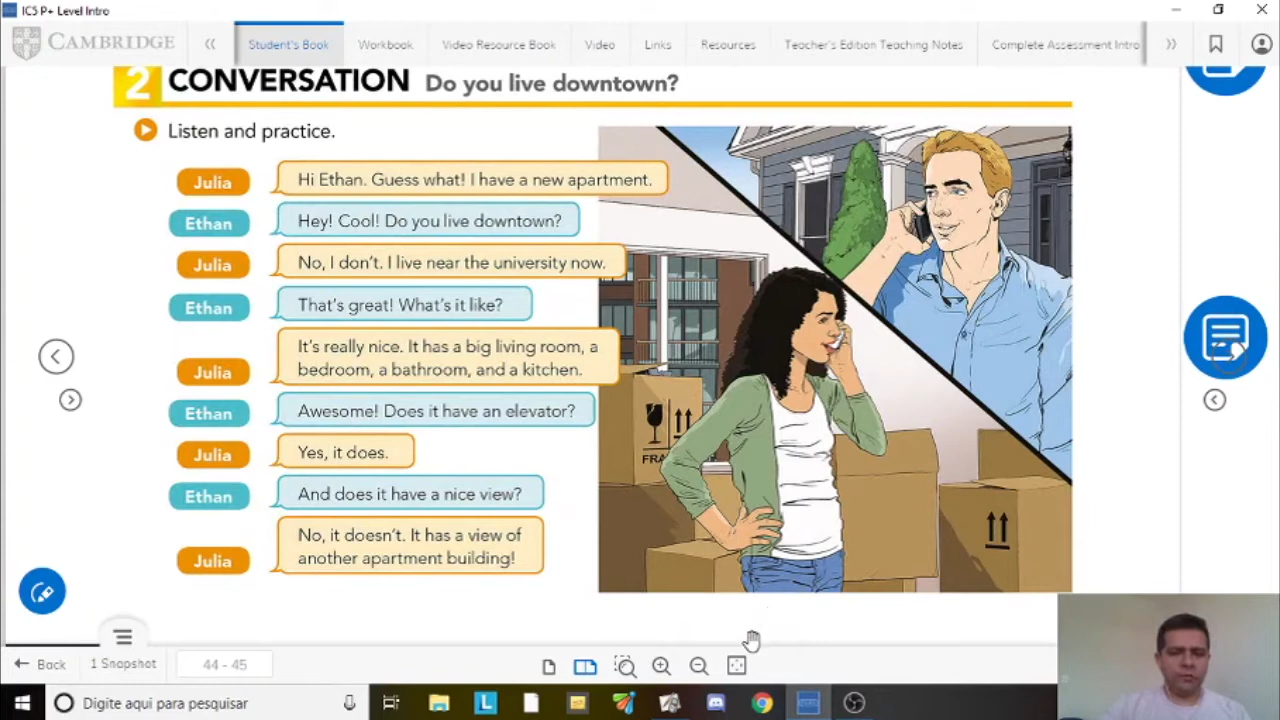 IC5 P+ Level Intro
CAMBRIDGE
Student's Book
Workbook
Video Resource Book
Video
Links
Resources
Teacher's Edition Teaching Notes
Complete Assessment Intro
2 CONVERSATION Do you live downtown?
Listen and practice.
Julia Hi Ethan. Guess what! I have a new apartment.
Ethan Hey! Cool! Do you live downtown?
Julia No, I don't. I live near the university now.
Ethan That's great! What's it like?
It's really nice. It has a big living room, a
Julia bedroom, a bathroom, and a kitchen.
Ethan Awesome! Does it have an elevator?
Julia Yes, it does.
Ethan And does it have a nice view?
No, it doesn't. It has a view of
Julia another apartment building!
Back
1 Snapshot
44 - 45
Digite aqui para pesquisar